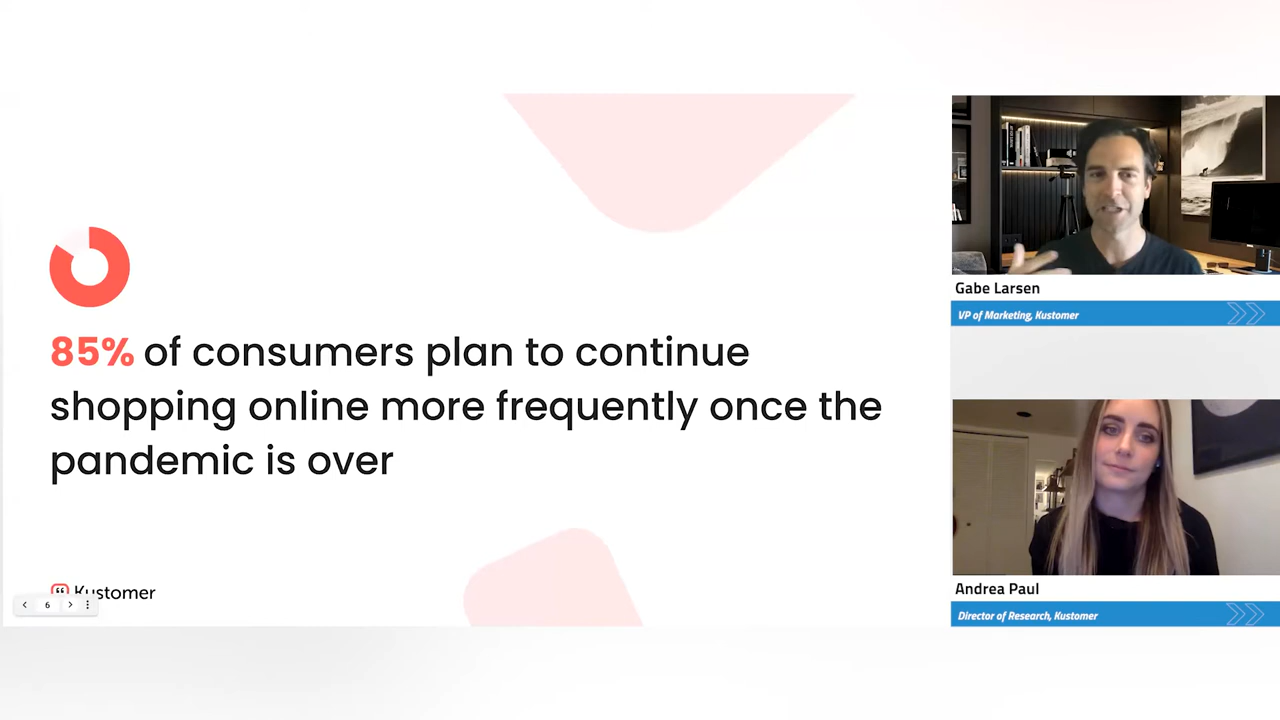 85% of consumers plan to continue
shopping online more frequently once the
pandemic is over
Kustomer
6
Gabe Larsen
VP of Marketing, Kustomer
Andrea Paul
Director of Research, Kustomer